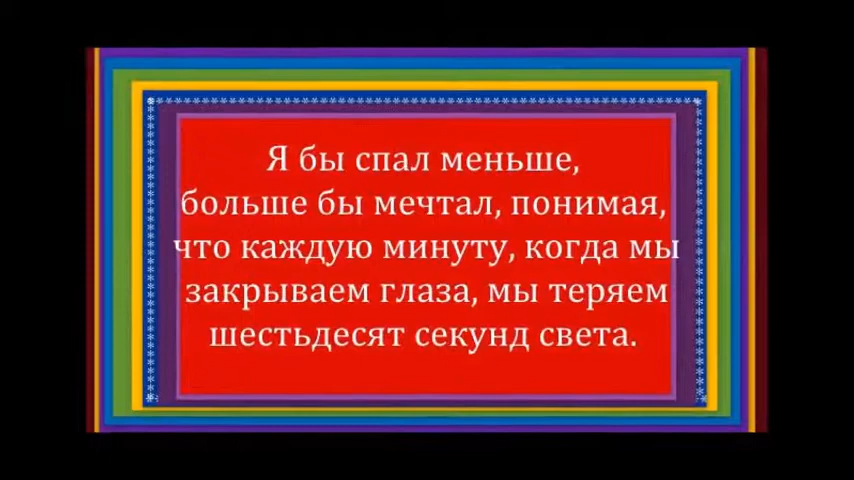 Я бы спал меньше,
больше бы мечтал, понимая,
что каждую минуту, когда мы
закрываем глаза, мы теряем
шестьдесят секунд света.